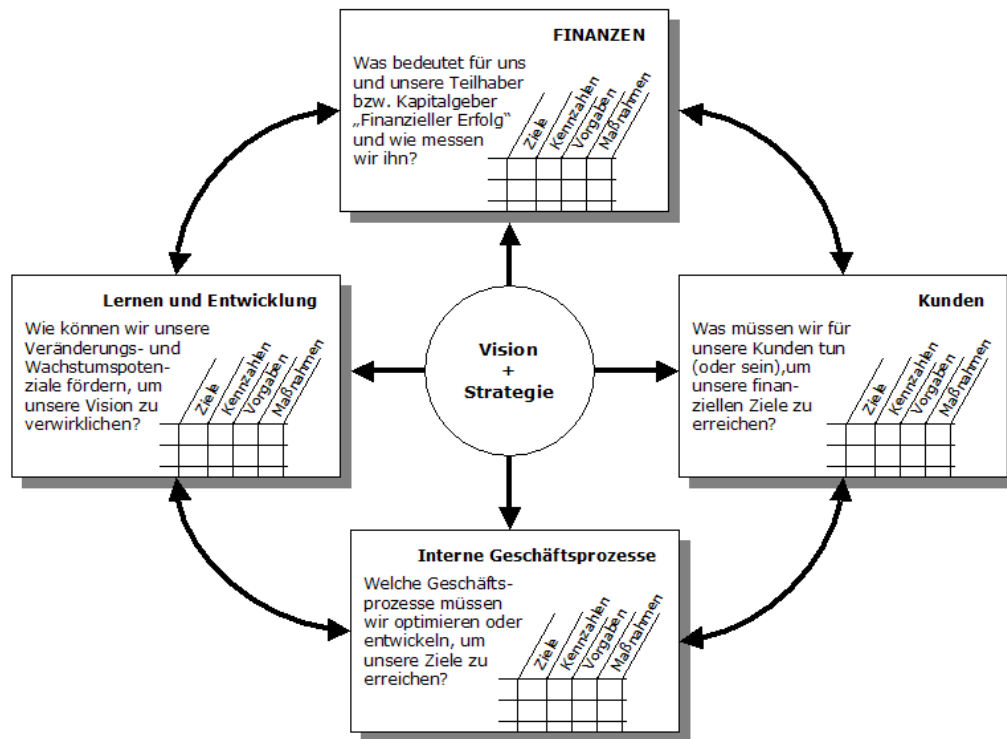 FINANZEN
Was bedeutet für uns
und unsere Teilhaber
bzw. Kapitalgeber
„Finanzieller Erfolg“
und wie messen
wir ihn?
Ziele
Kennzahlen
Vorgaben
Maßnahmen
Lernen und Entwicklung
Wie können wir unsere
Veränderungs- und
Wachstumspoten-
ziale fördern, um
unsere Vision zu
verwirklichen?
Ziele
Kennzahlen
Vorgaben
Maßnahmen
Vision
+
Strategie
Kunden
Was müssen wir für
unsere Kunden tun
(oder sein),um
unsere finan-
ziellen Ziele zu
erreichen?
Ziele
Kennzahlen
Vorgaben
Maßnahmen
Interne Geschäftsprozesse
Welche Geschäfts-
prozesse müssen
wir optimieren oder
entwickeln, um
unsere Ziele zu
erreichen?
Ziele
Kennzahlen
Vorgaben
Maßnahmen